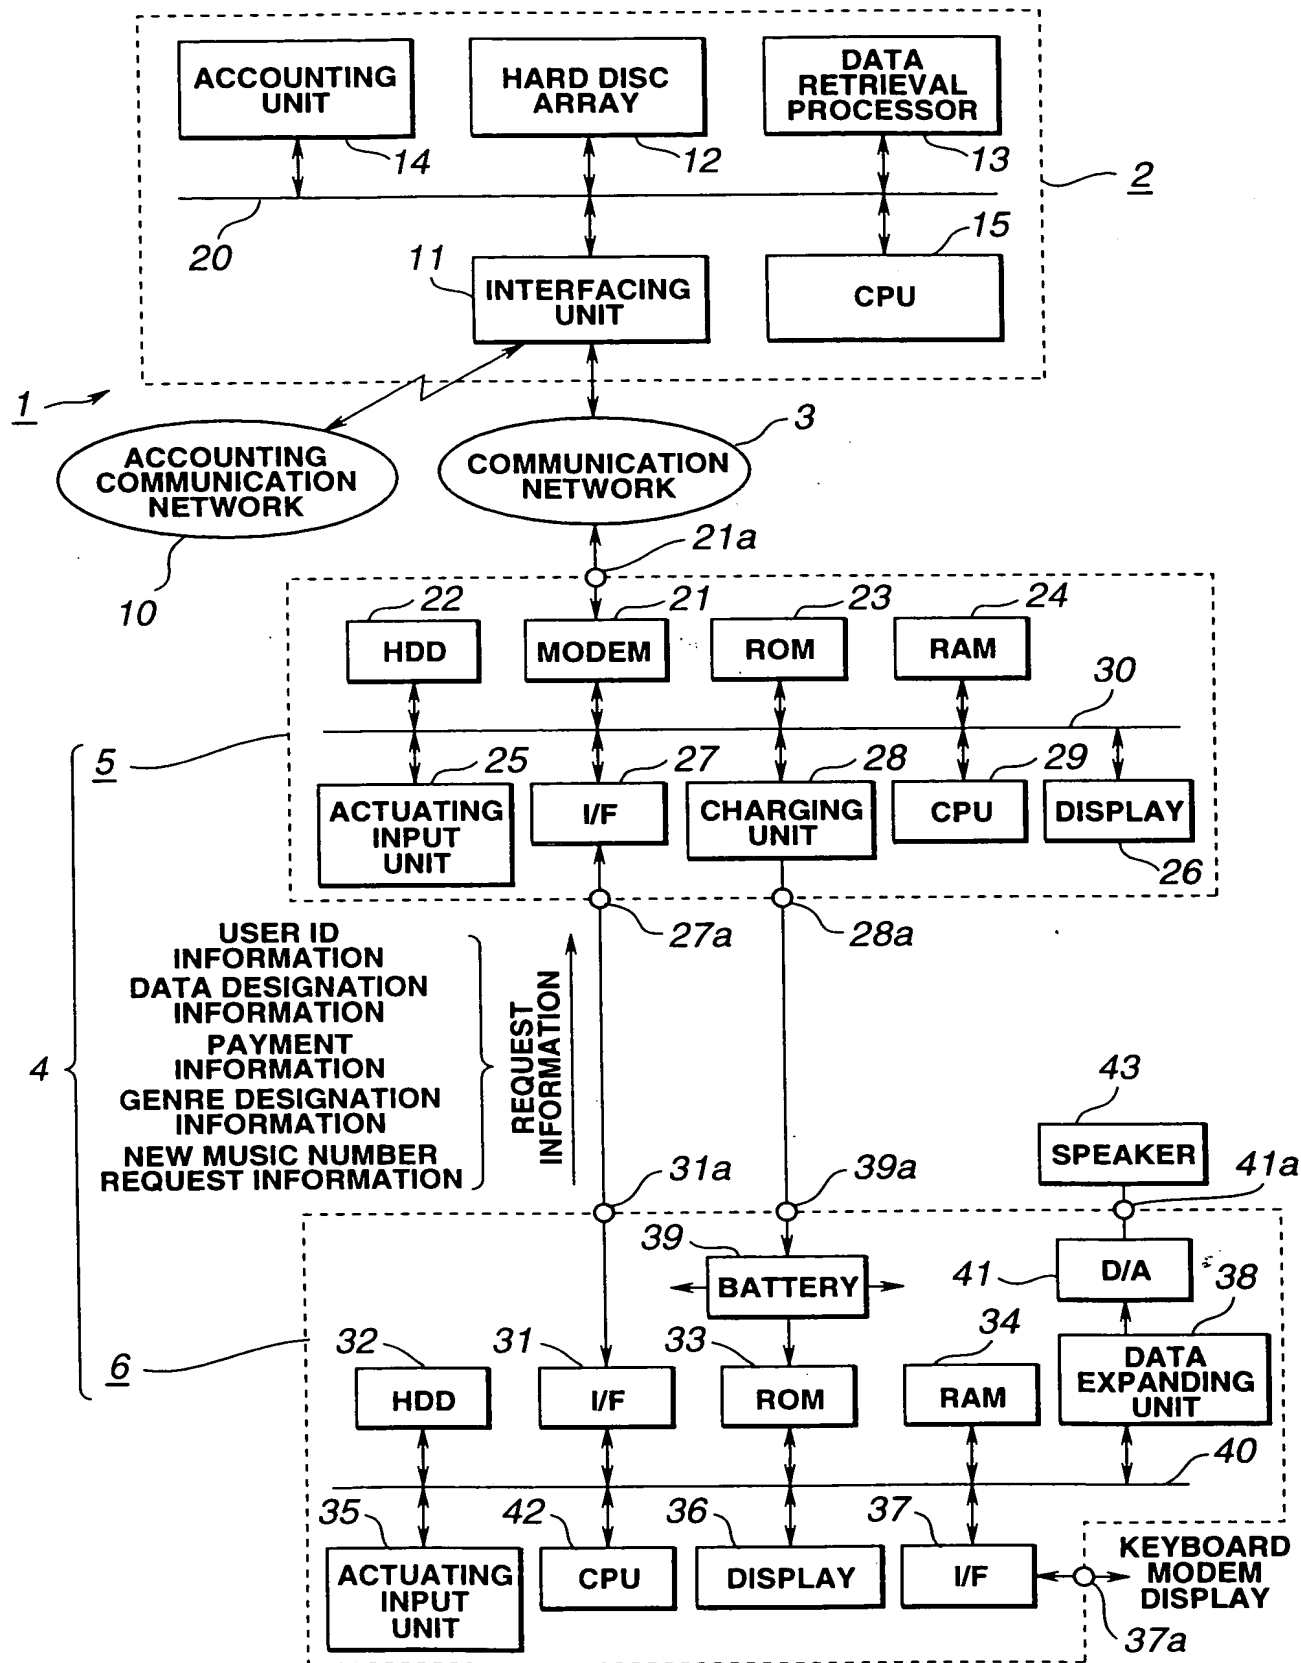 ACCOUNTING
UNIT
HARD DISC
ARRAY
DATA
RETRIEVAL
PROCESSOR
14
12
13
2
20
11
15
INTERFACING
UNIT
CPU
1
3
ACCOUNTING
COMMUNICATION
NETWORK
COMMUNICATION
NETWORK
10
21a
22
21
23
24
HDD
MODEM
ROM
RAM
30
5
25
27
28
29
ACTUATING
INPUT
UNIT
I/F
CHARGING
UNIT
CPU
DISPLAY
26
27a
28a
USER ID
INFORMATION
DATA DESIGNATION
INFORMATION
PAYMENT
INFORMATION
GENRE DESIGNATION
INFORMATION
NEW MUSIC NUMBER
REQUEST INFORMATION
REQUEST
INFORMATION
4
43
SPEAKER
31a
39a
41a
39
BATTERY
41
D/A
38
6
32
31
33
34
HDD
I/F
ROM
RAM
DATA
EXPANDING
UNIT
40
35
42
36
37
ACTUATING
INPUT
UNIT
CPU
DISPLAY
I/F
KEYBOARD
MODEM
DISPLAY
37a